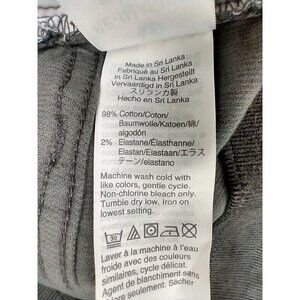 Made in Sri Lanka
Fabriqué au Sri Lanka
In Sri Lanka Hergestellt
Vervaardigd in Sri Lanka
スリランカ製
Hecho en Sri Lanka
98% Cotton/Coton/
Baumwolle/Katoen/綿/
algodón
2% Elastane/Élasthanne/
Elastan/Elastaan/エラス
テーン/elastano
Machine wash cold with
like colors, gentle cycle.
Non-chlorine bleach only.
Tumble dry low. Iron on
lowest setting.
Laver à la machine à l'eau
froide avec des couleurs
similaires, cycle délicat.
Agent de blanchiment sans
chlore seulement. Sécher